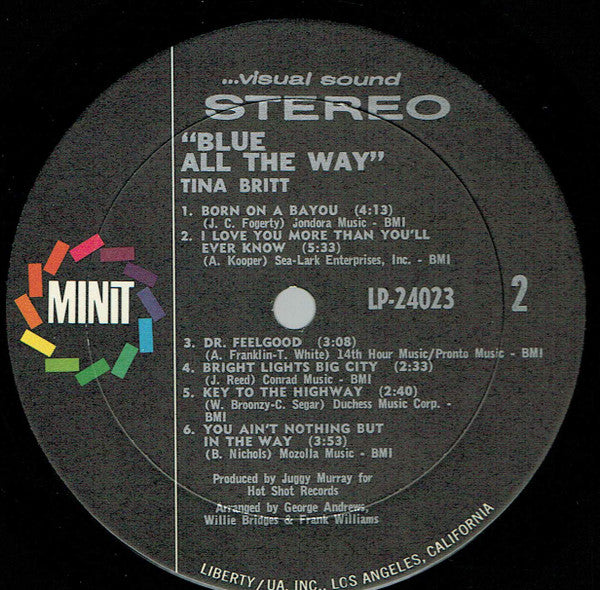 ...visual sound
STEREO
"BLUE
ALL THE WAY"
TINA BRITT
1. BORN ON A BAYOU (4:13)
(J. C. Fogerty) Jondora Music - BMI
2. I LOVE YOU MORE THAN YOU'LL
EVER KNOW (5:33)
(A. Kooper) Sea-Lark Enterprises, Inc. - BMI
MINIT
LP-24023 2
3. DR. FEELGOOD (3:08)
(A. Franklin-T. White) 14th Hour Music/Pronto Music - BMI
4. BRIGHT LIGHTS BIG CITY (2:33)
(J. Reed) Conrad Music - BMI
5. KEY TO THE HIGHWAY (2:40)
(W. Broonzy-C. Segar) Duchess Music Corp. -
BMI
6. YOU AIN'T NOTHING BUT
IN THE WAY (3:53)
(B. Nichols) Mozolla Music - BMI
Produced by Juggy Murray for
Hot Shot Records
Arranged by George Andrews,
Willie Bridges & Frank Williams
LIBERTY/UA, INC., LOS ANGELES, CALIFORNIA